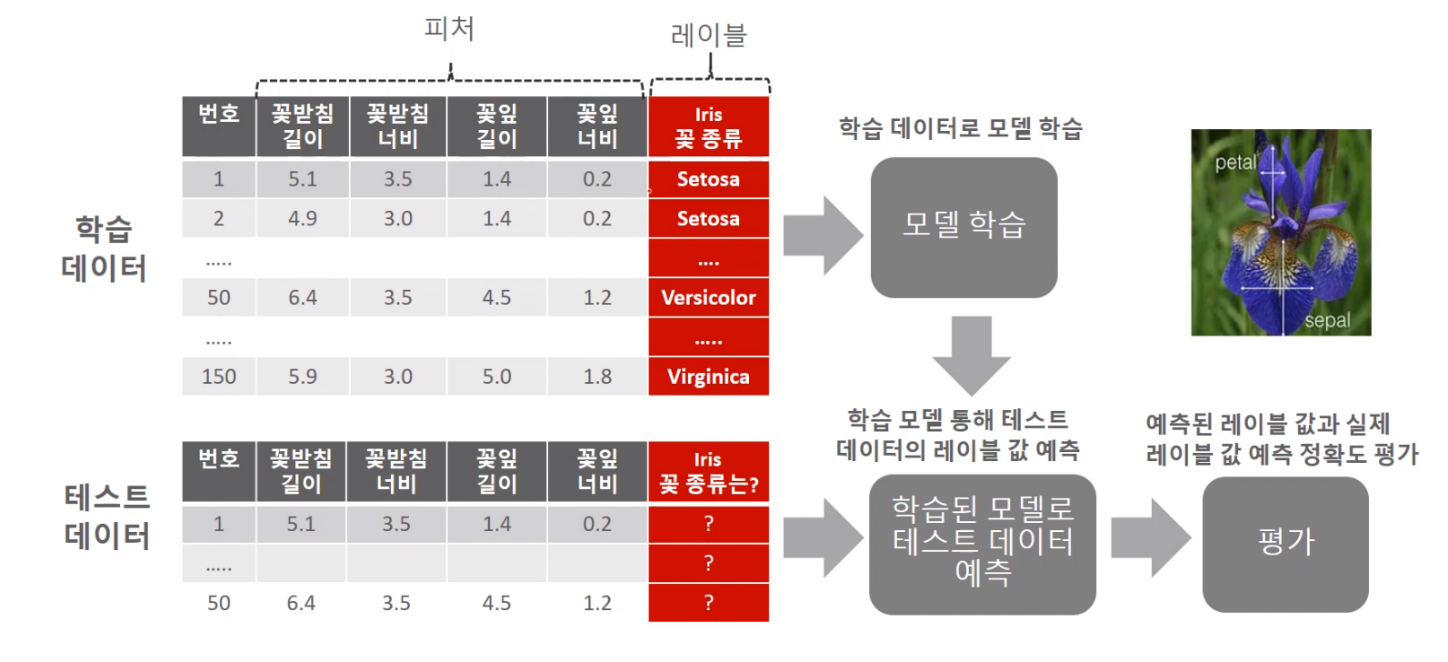 피처
레이블
번호 꽃받침 길이 꽃받침 너비 꽃잎 길이 꽃잎 너비 Iris 꽃 종류
1 5.1 3.5 1.4 0.2 Setosa
2 4.9 3.0 1.4 0.2 Setosa
..... ....
50 6.4 3.5 4.5 1.2 Versicolor
..... .....
150 5.9 3.0 5.0 1.8 Virginica
학습
데이터
학습 데이터로 모델 학습
모델 학습
petal
sepal
번호 꽃받침 길이 꽃받침 너비 꽃잎 길이 꽃잎 너비 Iris 꽃 종류는?
1 5.1 3.5 1.4 0.2 ?
..... ?
50 6.4 3.5 4.5 1.2 ?
테스트
데이터
학습 모델 통해 테스트
데이터의 레이블 값 예측
학습된 모델로
테스트 데이터
예측
예측된 레이블 값과 실제
레이블 값 예측 정확도 평가
평가